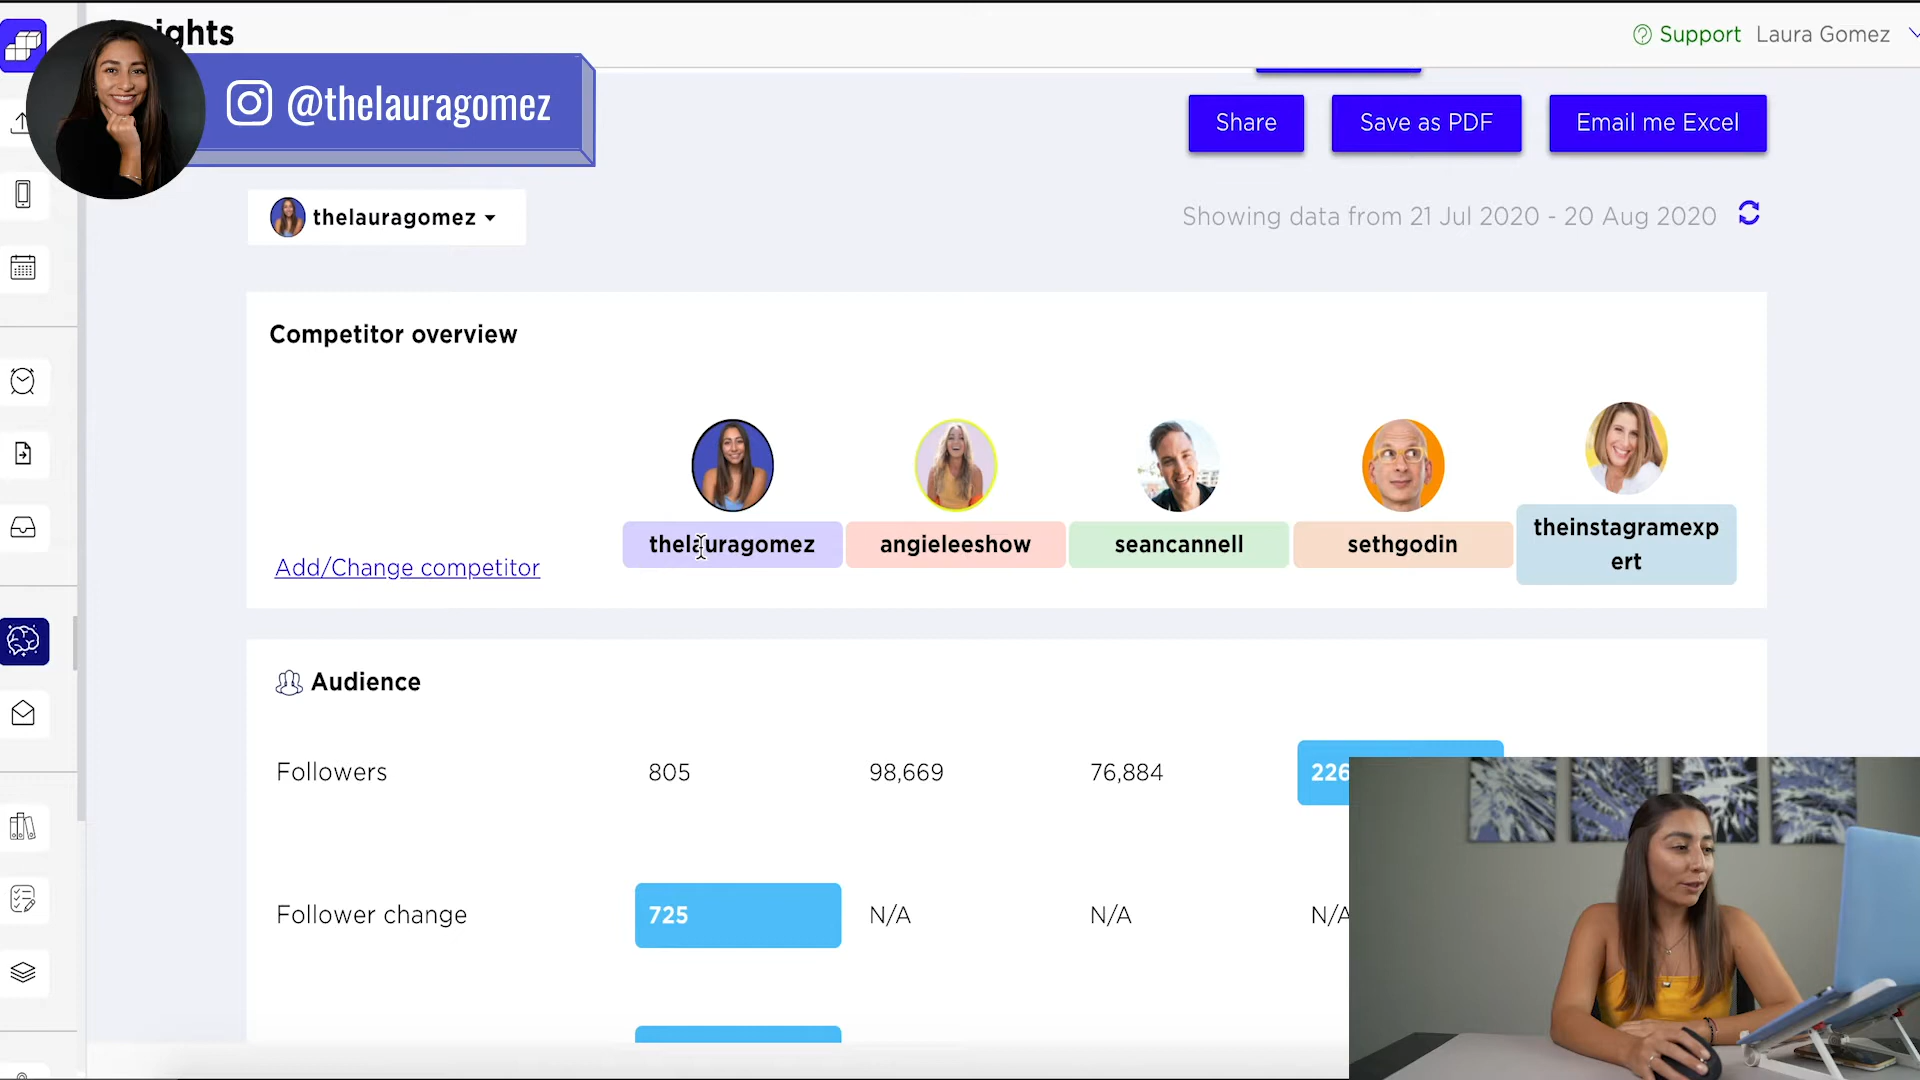 ghts
Support
Laura Gomez
@thelauragomez
Share
Save as PDF
Email me Excel
thelauragomez
Showing data from 21 Jul 2020 - 20 Aug 2020
Competitor overview
Add/Change competitor
thelauragomez
angieleeshow
seancannell
sethgodin
theinstagramexp
ert
Audience
Followers
805
98,669
76,884
226
Follower change
725
N/A
N/A
N/A